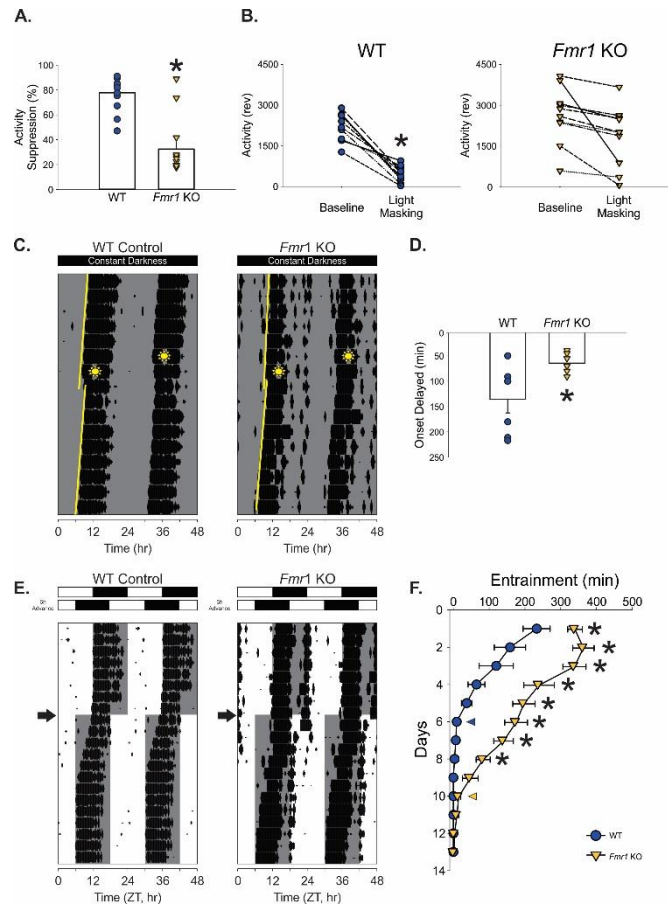 A.
B.
WT
Fmr1 KO
*
Activity
Suppression (%)
100
80
60
40
20
0
WT
Fmr1 KO
Activity (rev)
4500
3000
1500
0
*
Baseline
Light
Masking
Activity (rev)
4500
3000
1500
0
Baseline
Light
Masking
C.
WT Control
Constant Darkness
Fmr1 KO
Constant Darkness
0 12 24 36 48
Time (hr)
0 12 24 36 48
Time (hr)
D.
WT
Fmr1 KO
Onset Delayed (min)
0
50
100
150
200
250
*
E.
WT Control
Fmr1 KO
0 12 24 36 48
Time (ZT, hr)
0 12 24 36 48
Time (ZT, hr)
F.
Entrainment (min)
0 100 200 300 400 500
Days
0
2
4
6
8
10
12
14
*
*
*
*
*
*
*
*
WT
Fmr1 KO